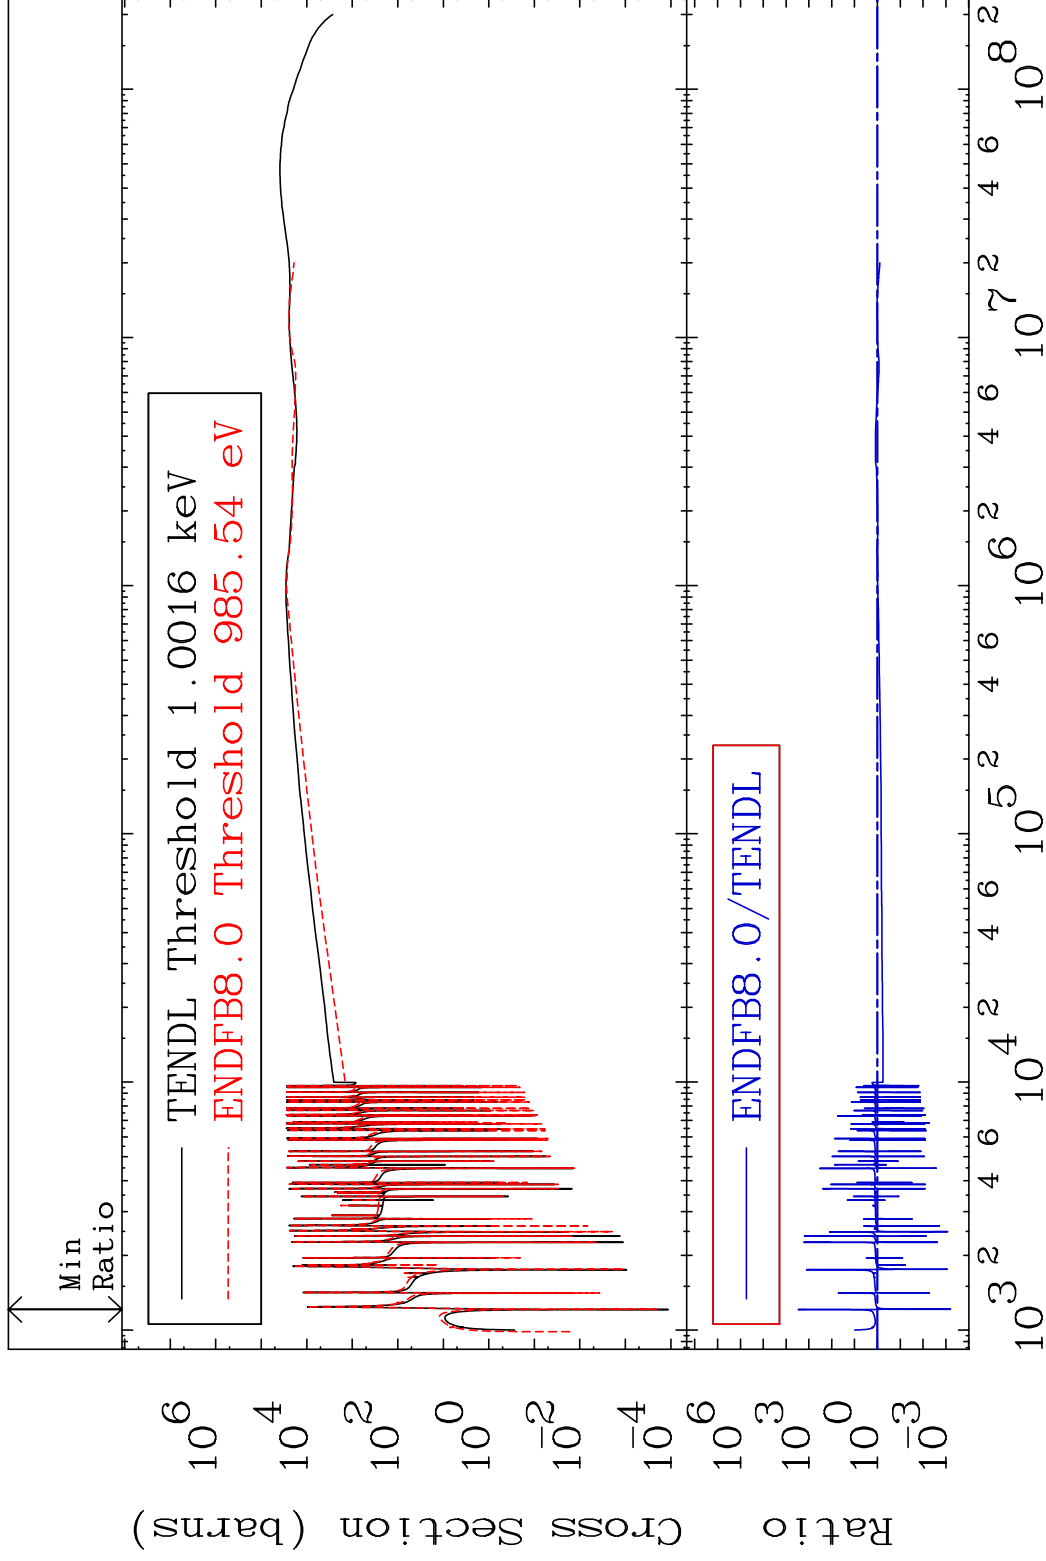 Min
Ratio
TENDL Threshold 1.0016 keV
ENDFB8.0 Threshold 985.54 eV
10^6
10^4
10^2
10^0
10^-2
10^-4
Cross Section (barns)
ENDFB8.0/TENDL
10^6
10^3
10^0
10^-3
Ratio
10^3 2 4 6 10^4 2 4 6 10^5 2 4 6 10^6 2 4 6 10^7 2 4 6 10^8 2